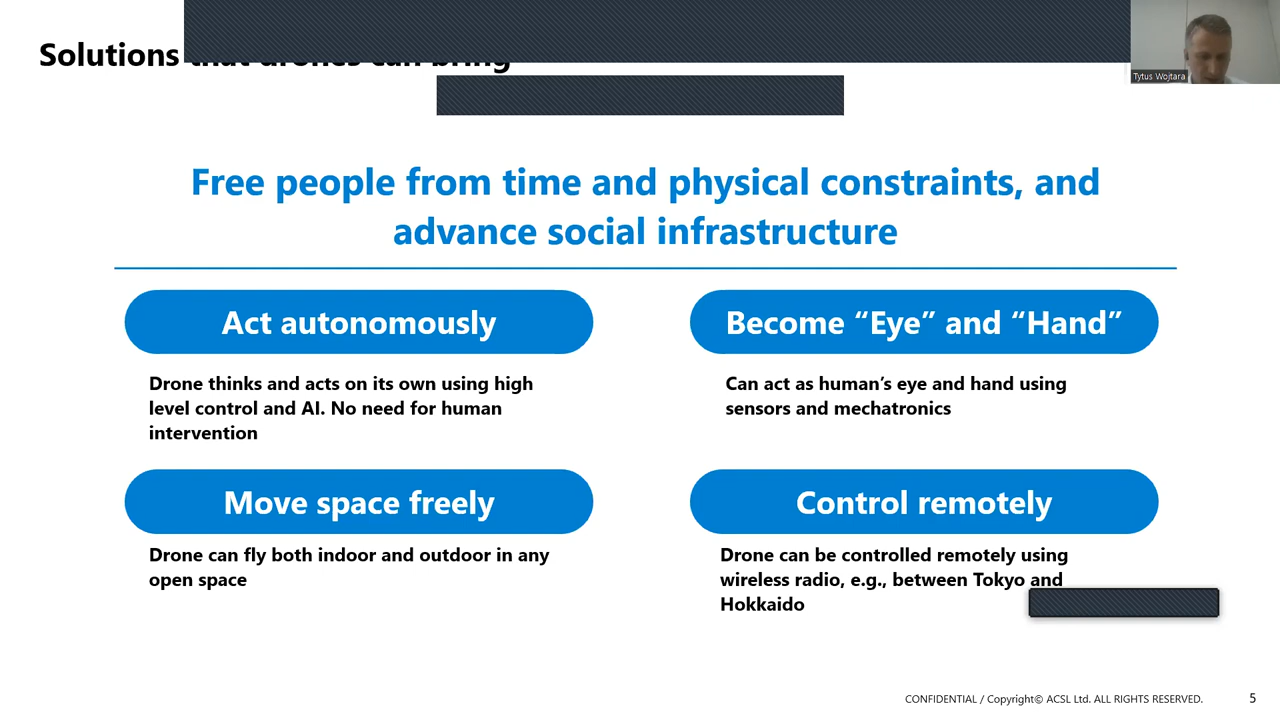 Solutions that drones can bring
Tytus Wojtara
Free people from time and physical constraints, and
advance social infrastructure
Act autonomously
Drone thinks and acts on its own using high
level control and AI. No need for human
intervention
Become “Eye” and “Hand”
Can act as human’s eye and hand using
sensors and mechatronics
Move space freely
Drone can fly both indoor and outdoor in any
open space
Control remotely
Drone can be controlled remotely using
wireless radio, e.g., between Tokyo and
Hokkaido
CONFIDENTIAL / Copyright© ACSL Ltd. ALL RIGHTS RESERVED.
5